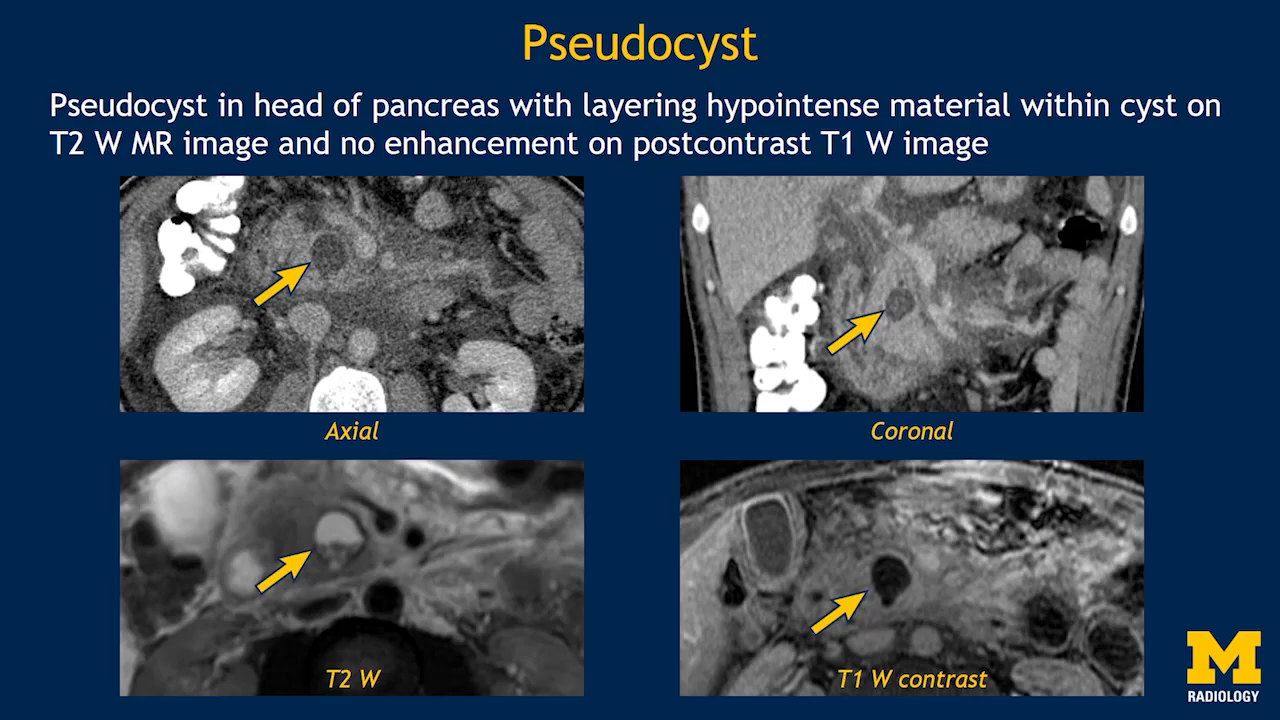 Pseudocyst
Pseudocyst in head of pancreas with layering hypointense material within cyst on
T2 W MR image and no enhancement on postcontrast T1 W image
Axial
Coronal
T2 W
T1 W contrast
M
RADIOLOGY